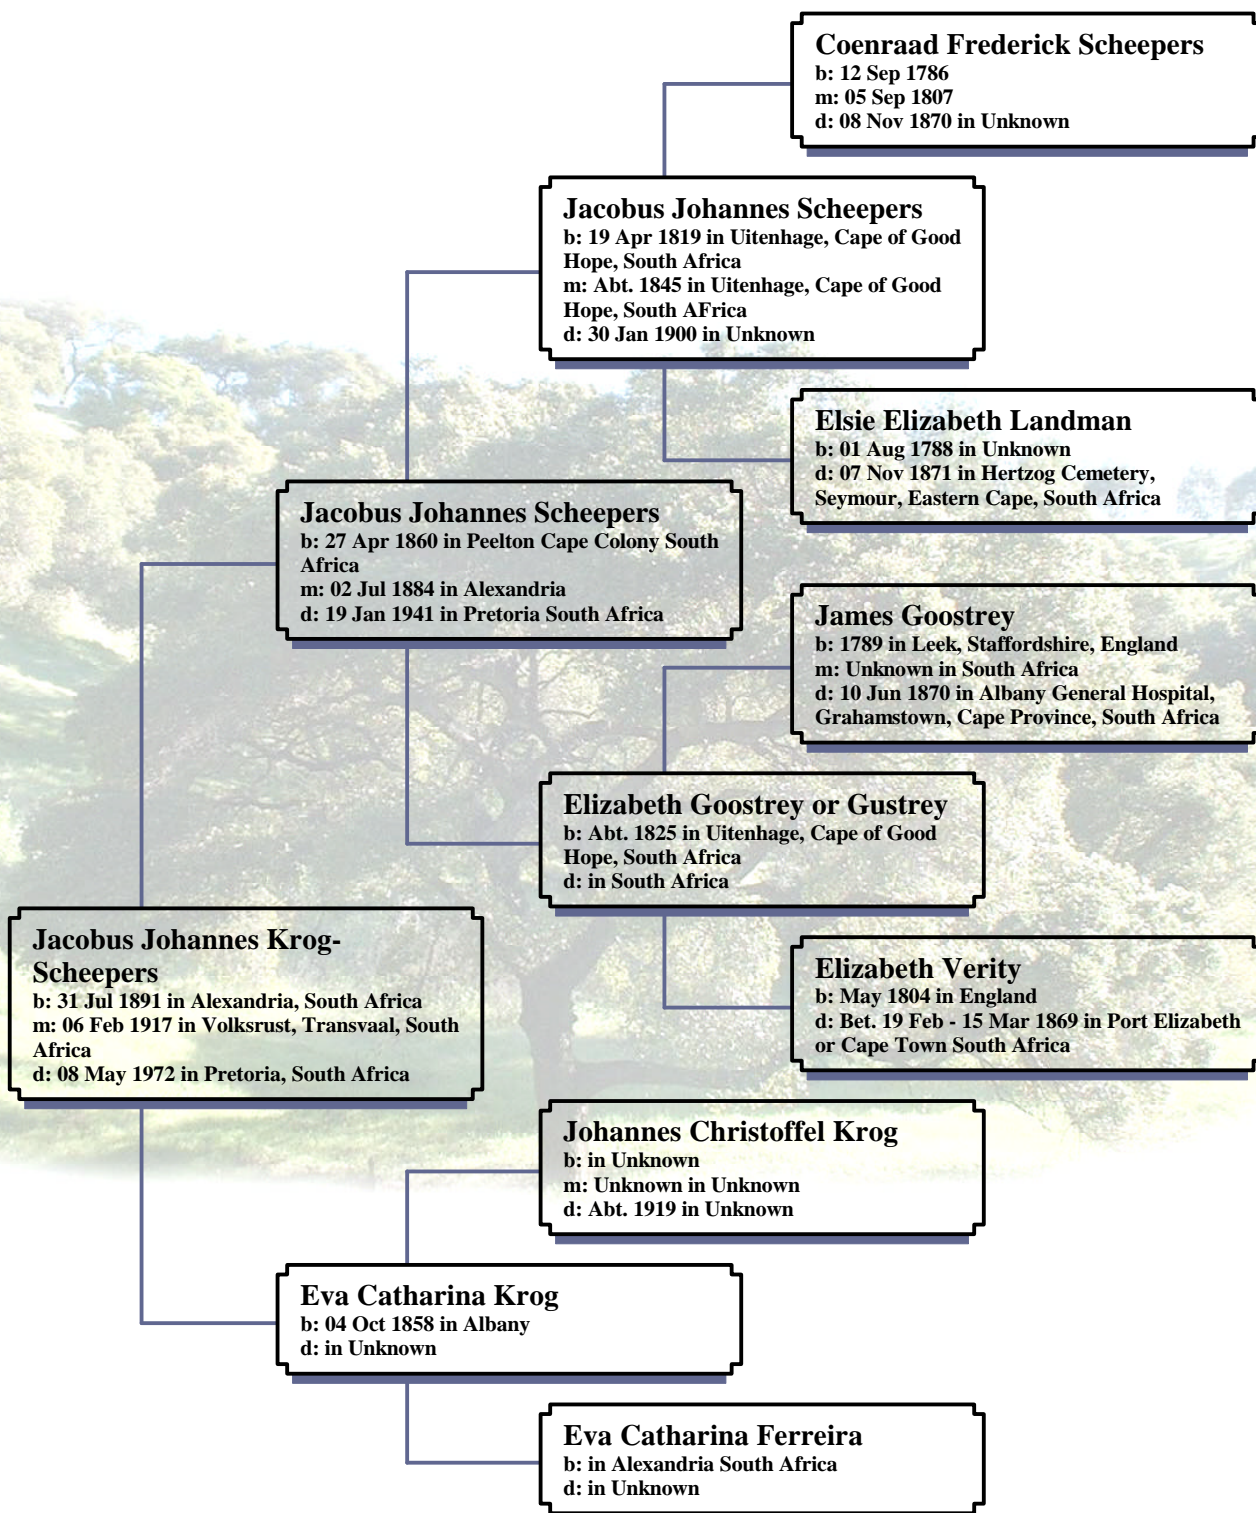 Coenraad Frederick Scheepers
b: 12 Sep 1786
m: 05 Sep 1807
d: 08 Nov 1870 in Unknown
Jacobus Johannes Scheepers
b: 19 Apr 1819 in Uitenhage, Cape of Good
Hope, South Africa
m: Abt. 1845 in Uitenhage, Cape of Good
Hope, South AFrica
d: 30 Jan 1900 in Unknown
Elsie Elizabeth Landman
b: 01 Aug 1788 in Unknown
d: 07 Nov 1871 in Hertzog Cemetery,
Seymour, Eastern Cape, South Africa
Jacobus Johannes Scheepers
b: 27 Apr 1860 in Peelton Cape Colony South
Africa
m: 02 Jul 1884 in Alexandria
d: 19 Jan 1941 in Pretoria South Africa
James Goostrey
b: 1789 in Leek, Staffordshire, England
m: Unknown in South Africa
d: 10 Jun 1870 in Albany General Hospital,
Grahamstown, Cape Province, South Africa
Elizabeth Goostrey or Gustrey
b: Abt. 1825 in Uitenhage, Cape of Good
Hope, South Africa
d: in South Africa
Jacobus Johannes Krog-
Scheepers
b: 31 Jul 1891 in Alexandria, South Africa
m: 06 Feb 1917 in Volksrust, Transvaal, South
Africa
d: 08 May 1972 in Pretoria, South Africa
Elizabeth Verity
b: May 1804 in England
d: Bet. 19 Feb - 15 Mar 1869 in Port Elizabeth
or Cape Town South Africa
Johannes Christoffel Krog
b: in Unknown
m: Unknown in Unknown
d: Abt. 1919 in Unknown
Eva Catharina Krog
b: 04 Oct 1858 in Albany
d: in Unknown
Eva Catharina Ferreira
b: in Alexandria South Africa
d: in Unknown